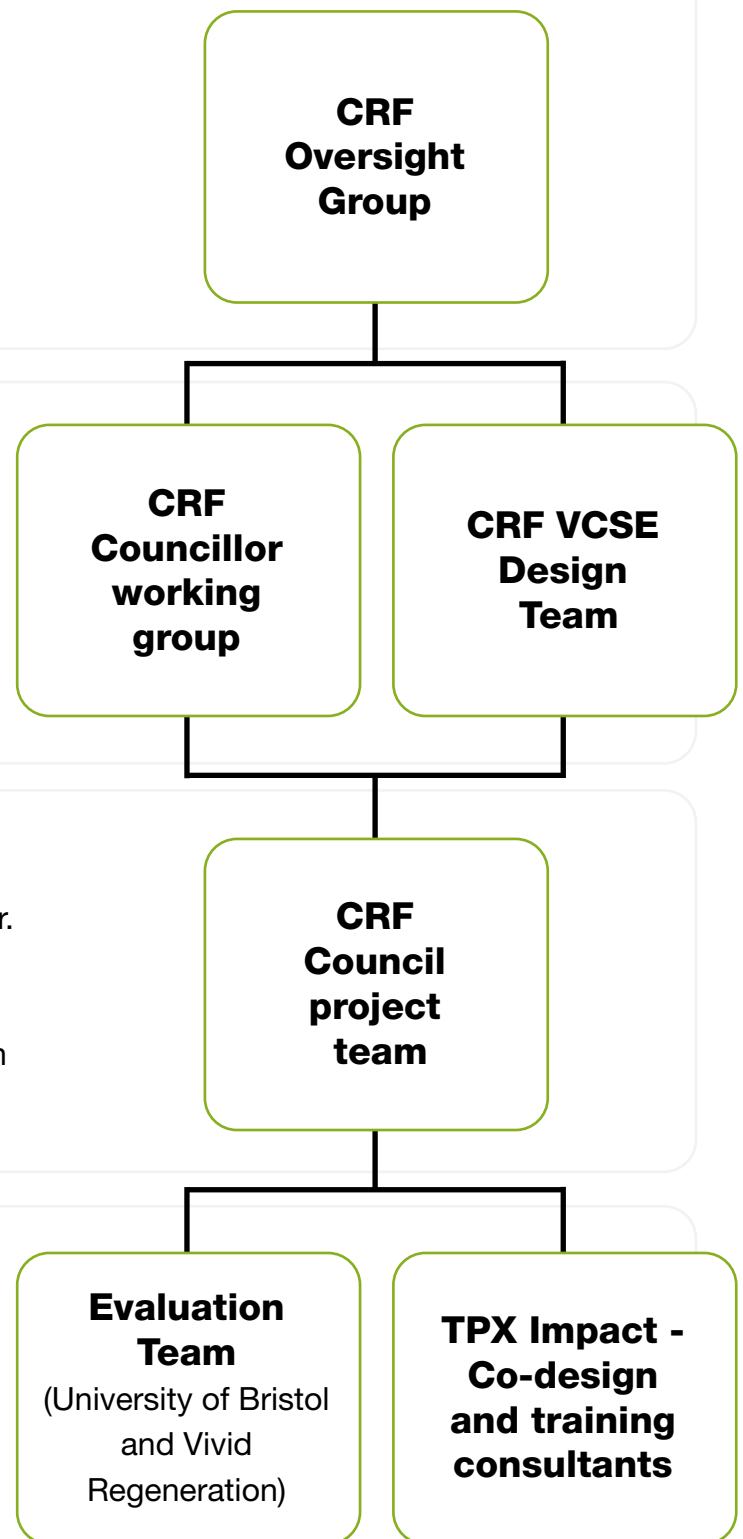 CRF
Oversight
Group
CRF
Councillor
working
group
CRF VCSE
Design
Team
r.
n
CRF
Council
project
team
Evaluation
Team
(University of Bristol
and Vivid
Regeneration)
TPX Impact -
Co-design
and training
consultants